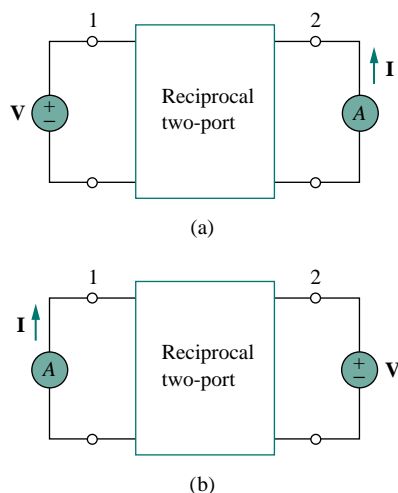 1
2
I
V
+
−
Reciprocal
two-port
A
(a)
1
2
I
A
Reciprocal
two-port
+
−
V
(b)